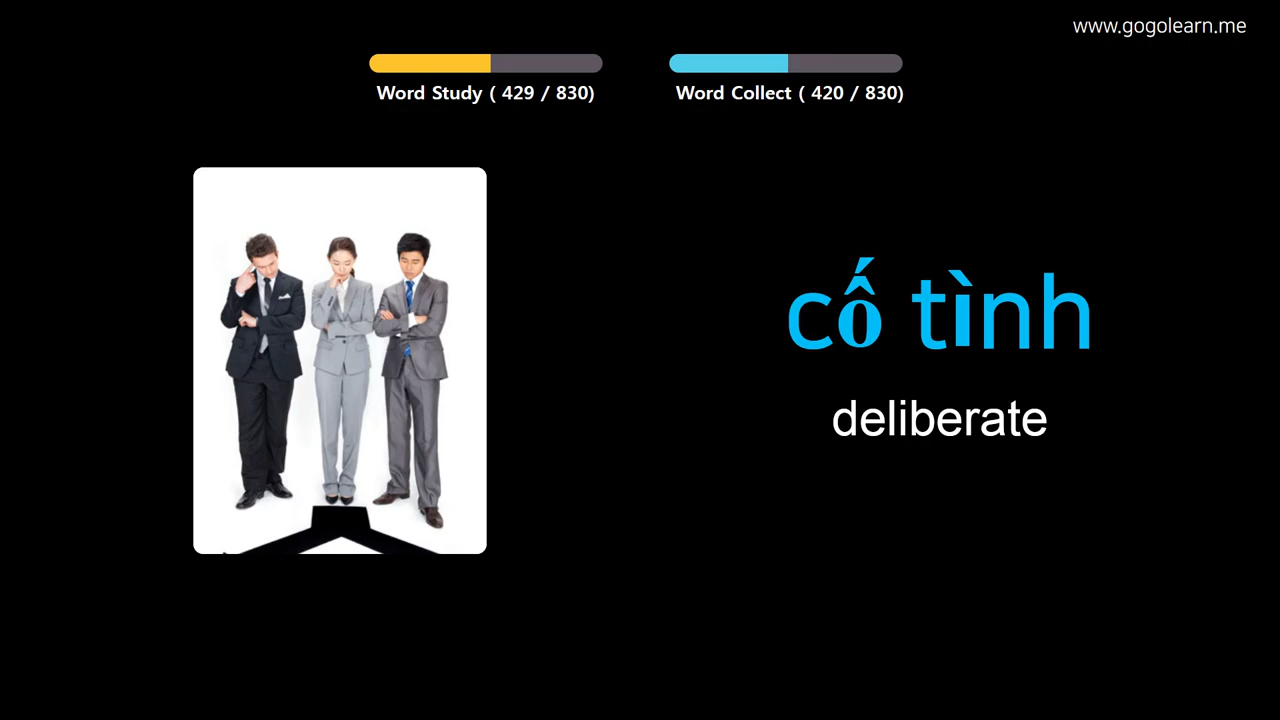 www.gogolearn.me
Word Study ( 429 / 830)
Word Collect ( 420 / 830)
cố tình
deliberate